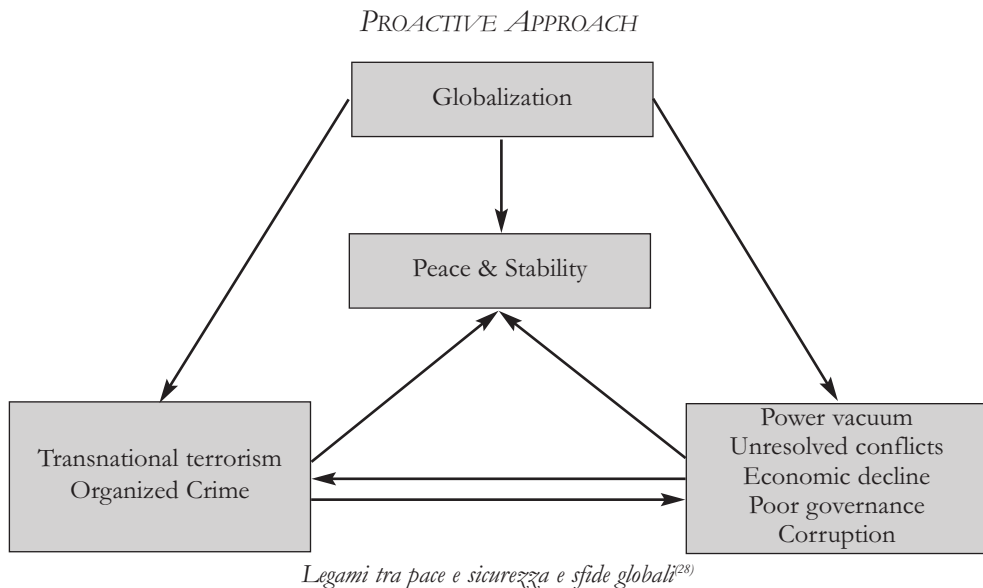 PROACTIVE APPROACH
Globalization
Peace & Stability
Transnational terrorism
Organized Crime
Power vacuum
Unresolved conflicts
Economic decline
Poor governance
Corruption
Legami tra pace e sicurezza e sfide globali(28)